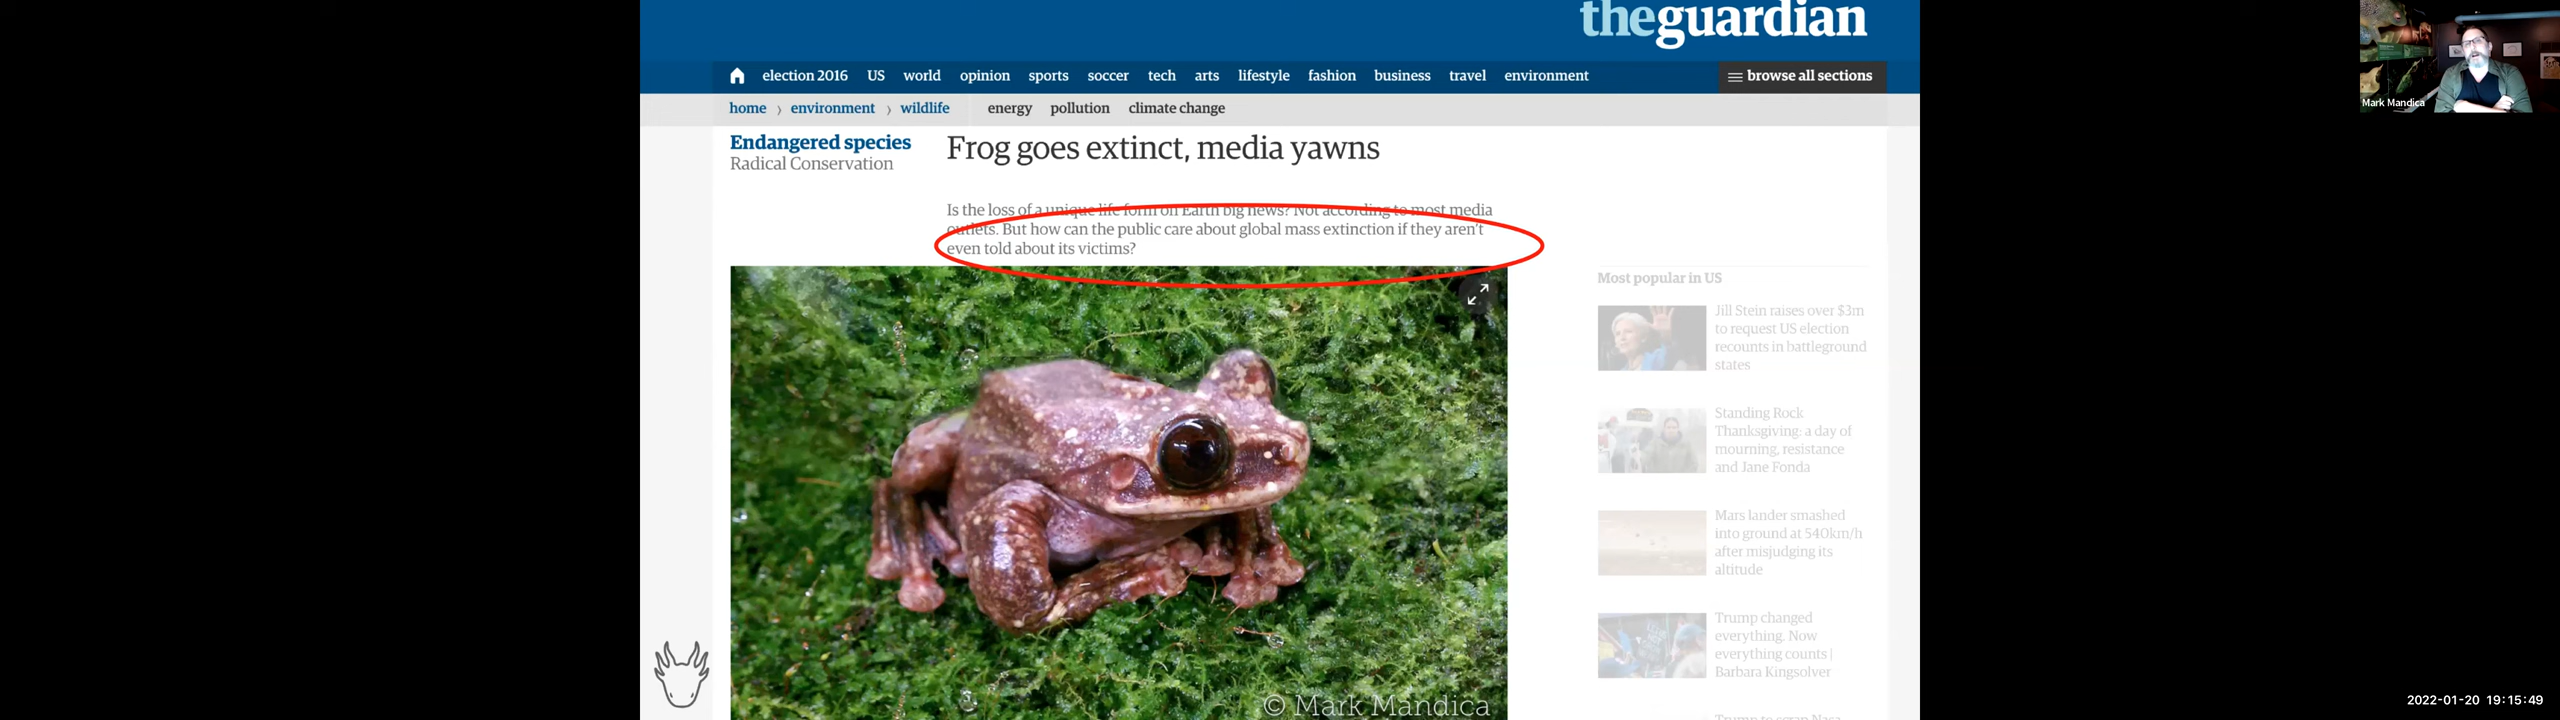 theguardian
election 2016 US world opinion sports soccer tech arts lifestyle fashion business travel environment browse all sections
home › environment › wildlife energy pollution climate change
Endangered species
Radical Conservation
Frog goes extinct, media yawns
Is the loss of a unique life form on Earth big news? Not according to most media
outlets. But how can the public care about global mass extinction if they aren't
even told about its victims?
Most popular in US
Jill Stein raises over $3m
to request US election
recounts in battleground
states
Standing Rock
Thanksgiving: a day of
mourning, resistance
and Jane Fonda
Mars lander smashed
into ground at 540km/h
after misjudging its
altitude
Trump changed
everything. Now
everything counts |
Barbara Kingsolver
© Mark Mandica
Mark Mandica
2022-01-20 19:15:49